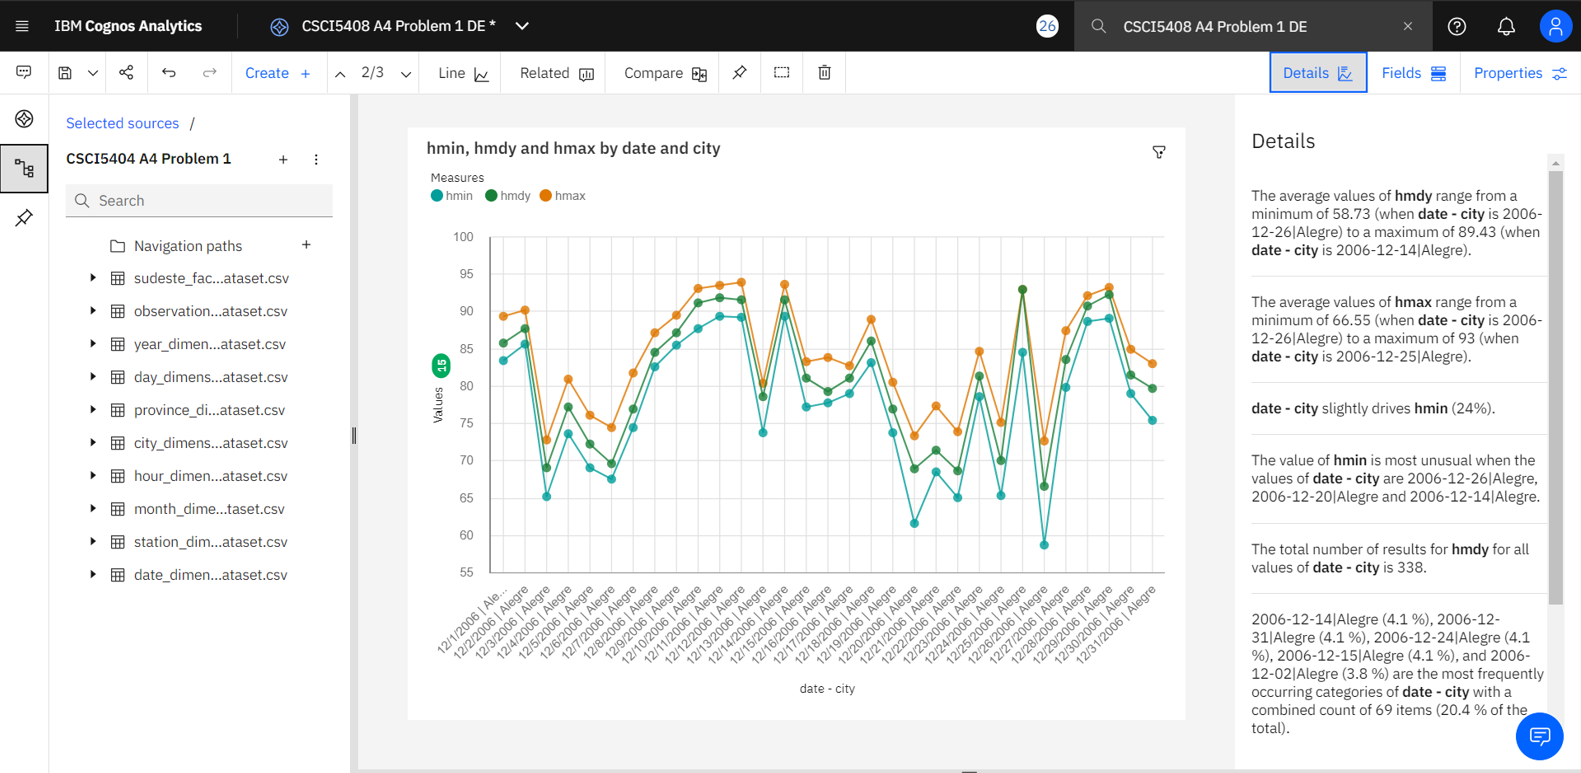 IBM Cognos Analytics
CSCI5408 A4 Problem 1 DE *
26
CSCI5408 A4 Problem 1 DE
Create +
2/3
Line
Related
Compare
Details
Fields
Properties
Selected sources /
CSCI5404 A4 Problem 1
Search
Navigation paths
sudeste_fac...ataset.csv
observation...ataset.csv
year_dimen...ataset.csv
day_dimens...ataset.csv
province_di...ataset.csv
city_dimens...ataset.csv
hour_dimen...ataset.csv
month_dime...taset.csv
station_dim...ataset.csv
date_dimen...ataset.csv
hmin, hmdy and hmax by date and city
Measures
hmin hmdy hmax
100
95
90
85
80
75
70
65
60
55
15
Values
12/1/2006 | Ale...
12/2/2006 | Alegre
12/3/2006 | Alegre
12/4/2006 | Alegre
12/5/2006 | Alegre
12/6/2006 | Alegre
12/7/2006 | Alegre
12/8/2006 | Alegre
12/9/2006 | Alegre
12/10/2006 | Alegre
12/11/2006 | Alegre
12/12/2006 | Alegre
12/13/2006 | Alegre
12/14/2006 | Alegre
12/15/2006 | Alegre
12/16/2006 | Alegre
12/17/2006 | Alegre
12/18/2006 | Alegre
12/19/2006 | Alegre
12/20/2006 | Alegre
12/21/2006 | Alegre
12/22/2006 | Alegre
12/23/2006 | Alegre
12/24/2006 | Alegre
12/25/2006 | Alegre
12/26/2006 | Alegre
12/27/2006 | Alegre
12/28/2006 | Alegre
12/29/2006 | Alegre
12/30/2006 | Alegre
12/31/2006 | Alegre
date - city
Details
The average values of hmdy range from a
minimum of 58.73 (when date - city is 2006-
12-26|Alegre) to a maximum of 89.43 (when
date - city is 2006-12-14|Alegre).
The average values of hmax range from a
minimum of 66.55 (when date - city is 2006-
12-26|Alegre) to a maximum of 93 (when
date - city is 2006-12-25|Alegre).
date - city slightly drives hmin (24%).
The value of hmin is most unusual when the
values of date - city are 2006-12-26|Alegre,
2006-12-20|Alegre and 2006-12-14|Alegre.
The total number of results for hmdy for all
values of date - city is 338.
2006-12-14|Alegre (4.1 %), 2006-12-
31|Alegre (4.1 %), 2006-12-24|Alegre (4.1
%), 2006-12-15|Alegre (4.1 %), and 2006-
12-02|Alegre (3.8 %) are the most frequently
occurring categories of date - city with a
combined count of 69 items (20.4 % of the
total).